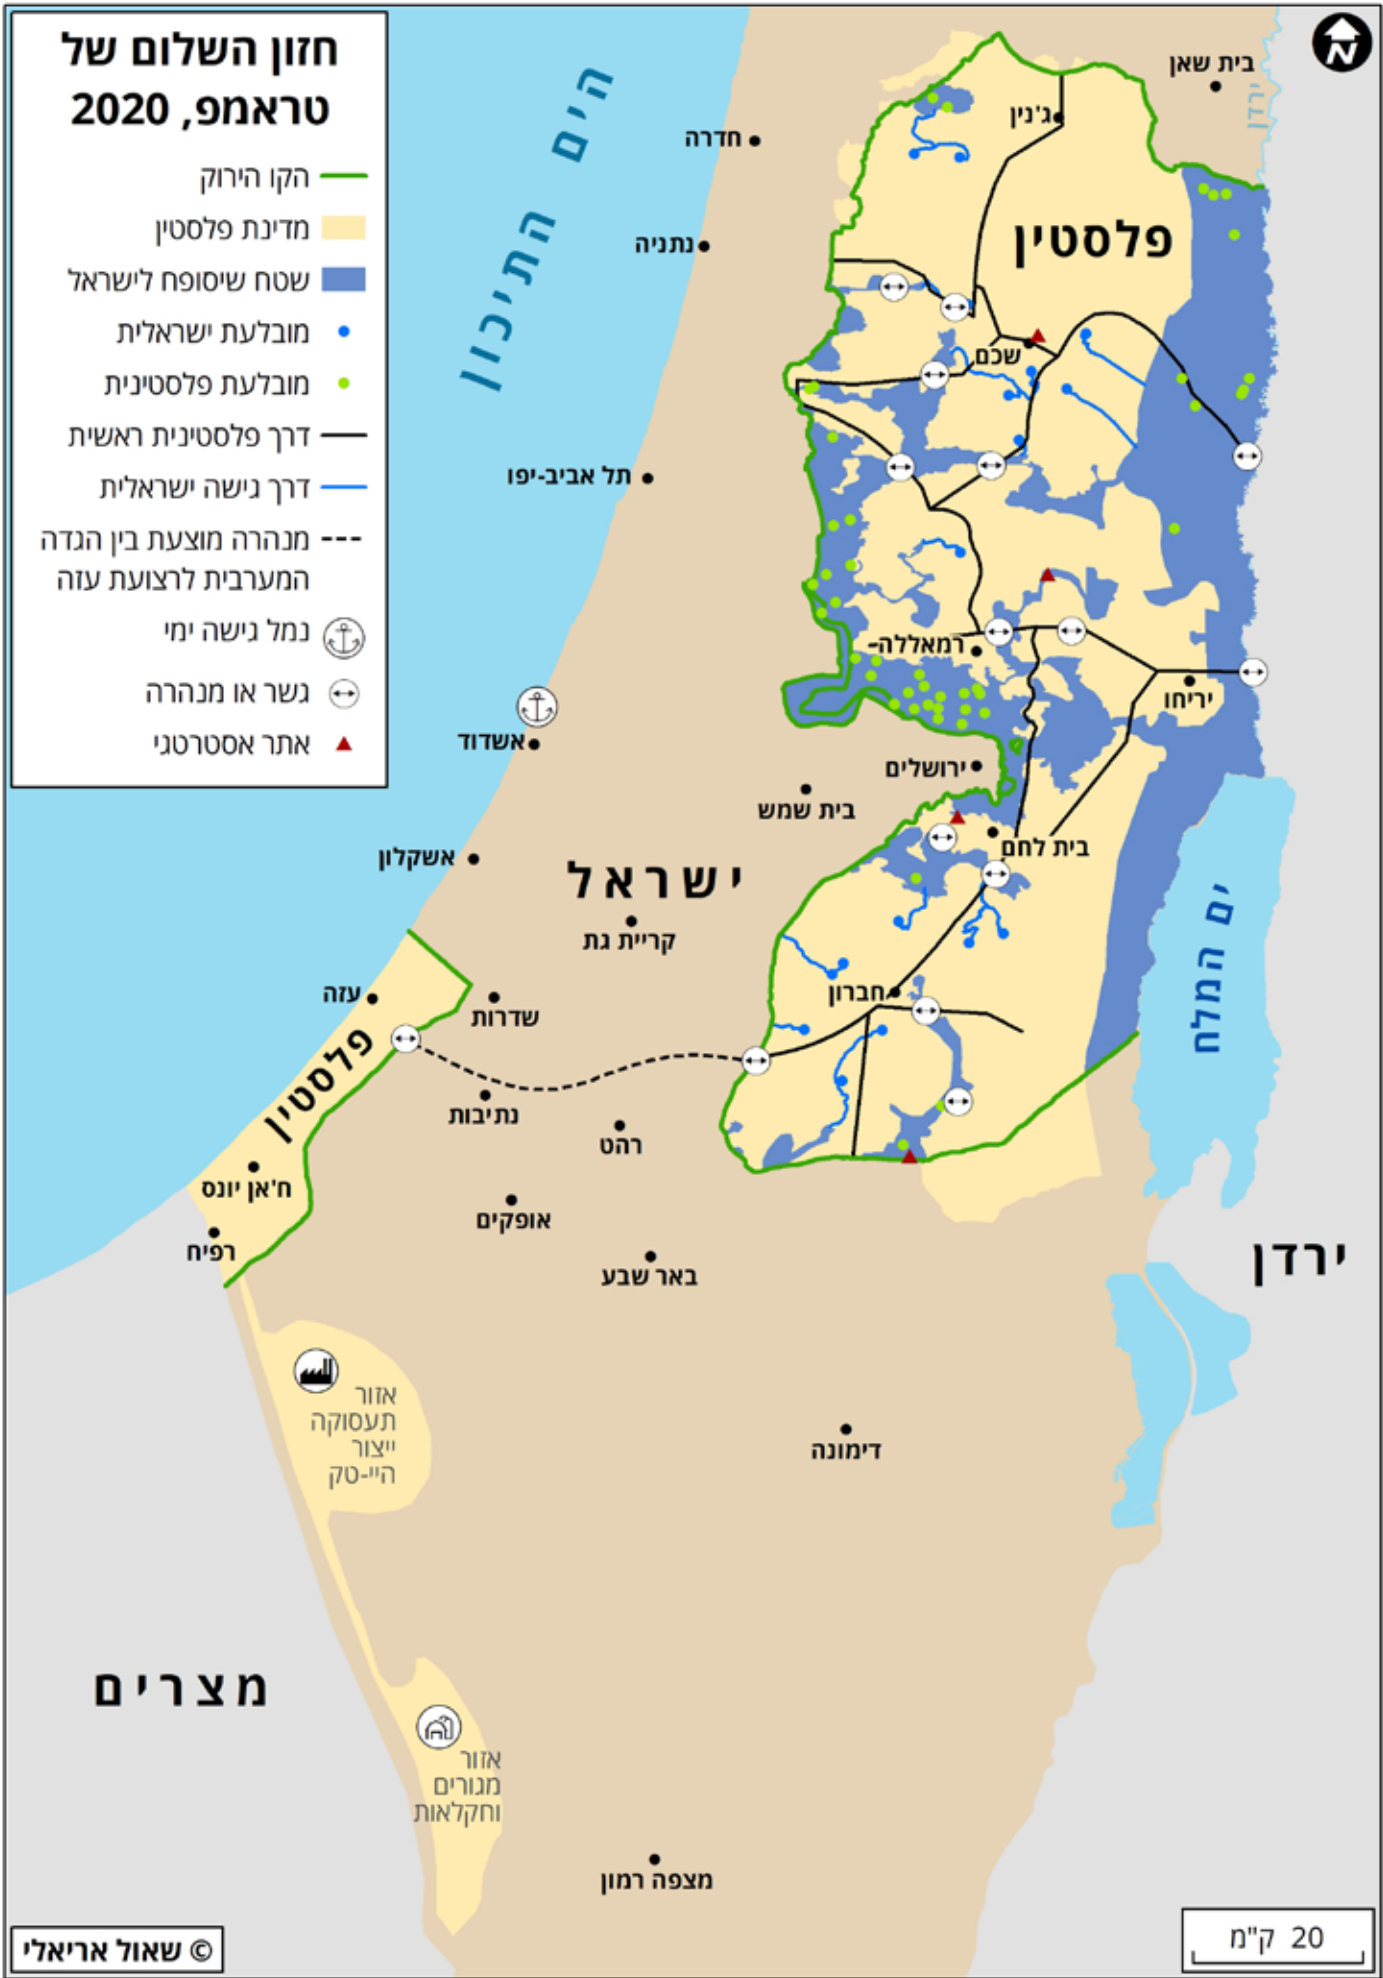 חזון השלום של
טראמפ, 2020
הקו הירוק
מדינת פלסטין
שטח שיסופח לישראל
מובלעת ישראלית
מובלעת פלסטינית
דרך פלסטינית ראשית
דרך גישה ישראלית
מנהרה מוצעת בין הגדה
המערבית לרצועת עזה
נמל גישה ימי
גשר או מנהרה
אתר אסטרטגי
N
בית שאן
ירדן
ג'נין
חדרה
הים התיכון
פלסטין
נתניה
שכם
תל אביב-יפו
רמאללה
יריחו
אשדוד
ירושלים
בית שמש
בית לחם
אשקלון
ישראל
קריית גת
ים המלח
עזה
שדרות
חברון
פלסטין
נתיבות
רהט
ח'אן יונס
אופקים
רפיח
באר שבע
ירדן
אזור
תעסוקה
ייצור
היי-טק
דימונה
מצרים
אזור
מגורים
וחקלאות
מצפה רמון
20 ק"מ
© שאול אריאלי